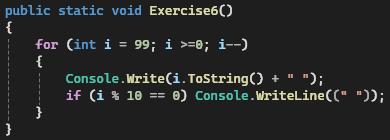 public static void Exercise6()
{
    for (int i = 99; i >=0; i--)
    {
        Console.Write(i.ToString() + " ");
        if (i % 10 == 0) Console.WriteLine((" "));
    }
}